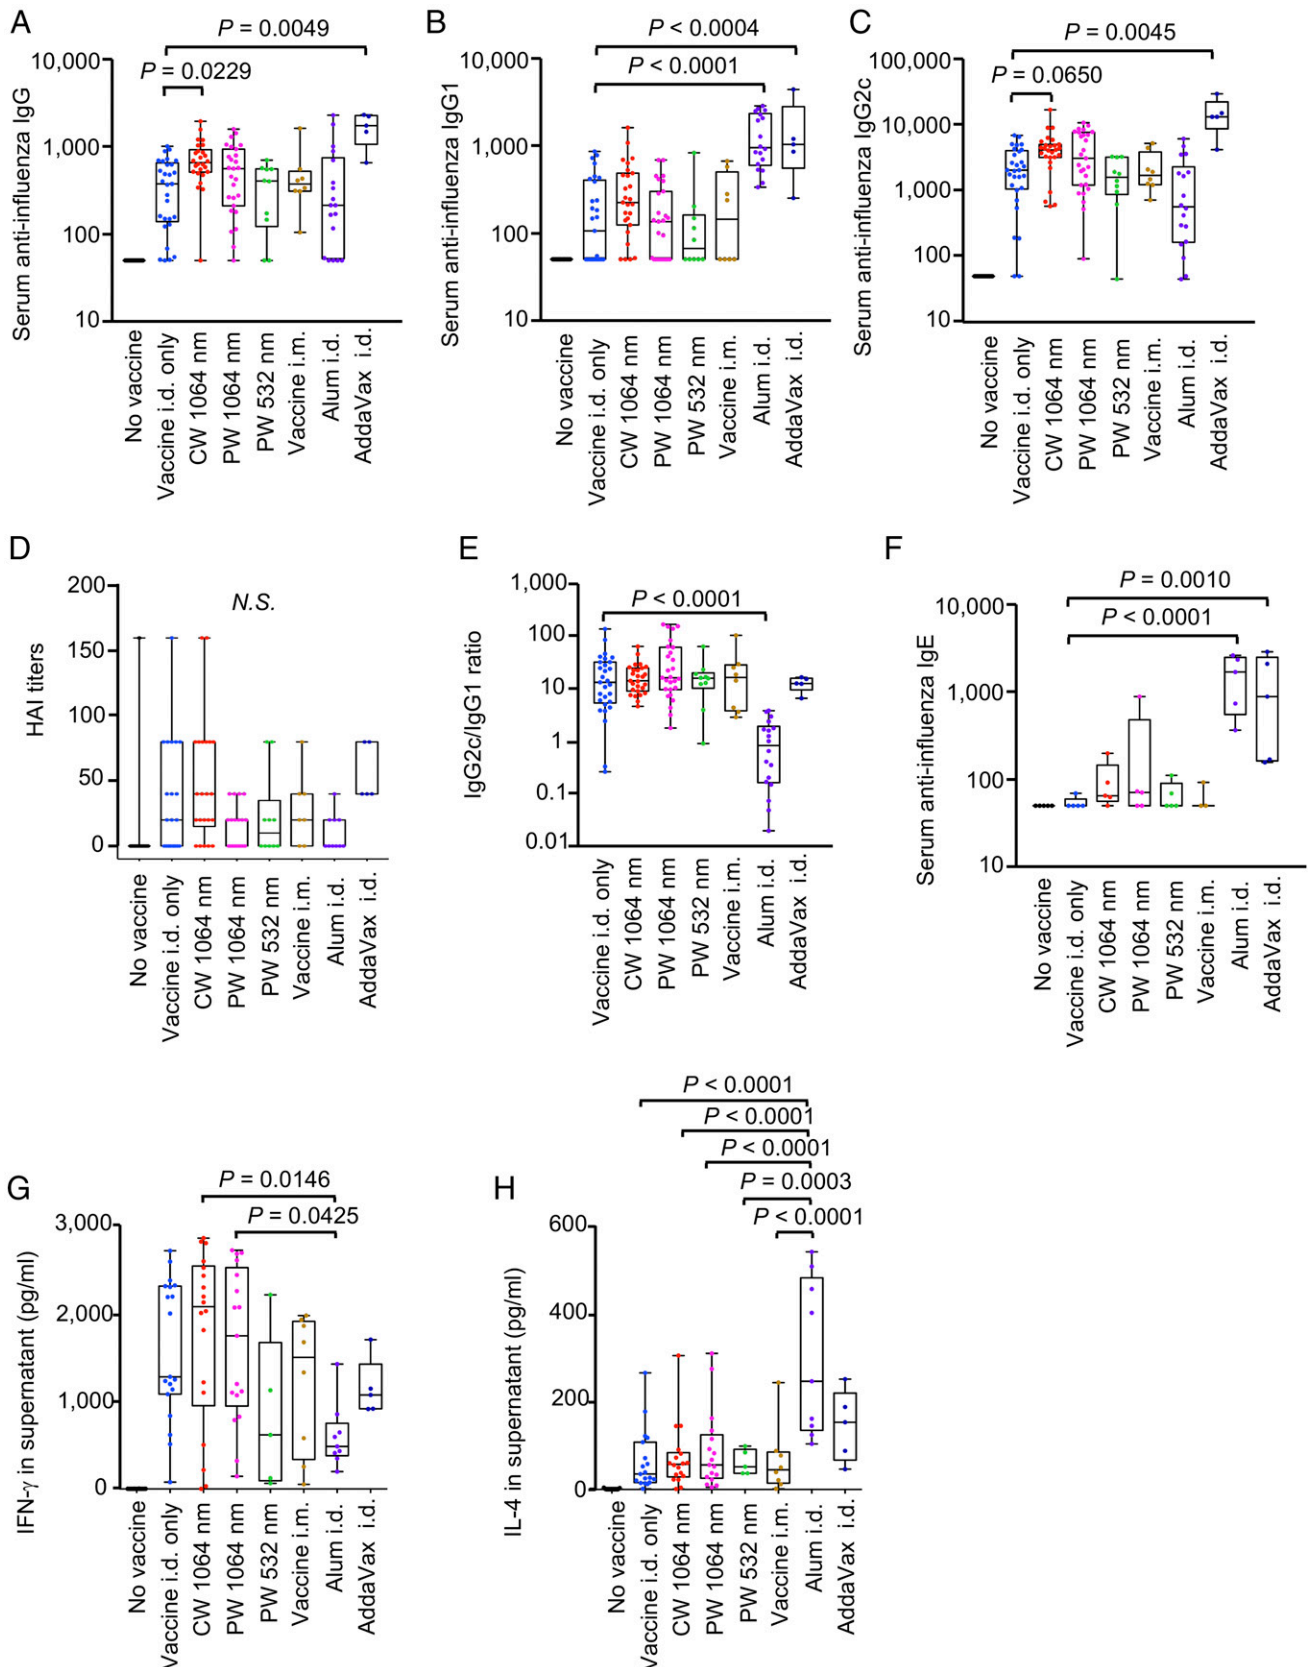 A
P = 0.0049
P = 0.0229
Serum anti-influenza IgG
10,000
1,000
100
10
No vaccine
Vaccine i.d. only
CW 1064 nm
PW 1064 nm
PW 532 nm
Vaccine i.m.
Alum i.d.
AddaVax i.d.
B
P < 0.0004
P < 0.0001
Serum anti-influenza IgG1
10,000
1,000
100
10
No vaccine
Vaccine i.d. only
CW 1064 nm
PW 1064 nm
PW 532 nm
Vaccine i.m.
Alum i.d.
AddaVax i.d.
C
P = 0.0045
P = 0.0650
Serum anti-influenza IgG2c
100,000
10,000
1,000
100
10
No vaccine
Vaccine i.d. only
CW 1064 nm
PW 1064 nm
PW 532 nm
Vaccine i.m.
Alum i.d.
AddaVax i.d.
D
N.S.
HAI titers
200
150
100
50
0
No vaccine
Vaccine i.d. only
CW 1064 nm
PW 1064 nm
PW 532 nm
Vaccine i.m.
Alum i.d.
AddaVax i.d.
E
P < 0.0001
IgG2c/IgG1 ratio
1,000
100
10
1
0.1
0.01
Vaccine i.d. only
CW 1064 nm
PW 1064 nm
PW 532 nm
Vaccine i.m.
Alum i.d.
AddaVax i.d.
F
P = 0.0010
P < 0.0001
Serum anti-influenza IgE
10,000
1,000
100
10
No vaccine
Vaccine i.d. only
CW 1064 nm
PW 1064 nm
PW 532 nm
Vaccine i.m.
Alum i.d.
AddaVax i.d.
G
P = 0.0146
P = 0.0425
IFN-γ in supernatant (pg/ml)
3,000
2,000
1,000
0
No vaccine
Vaccine i.d. only
CW 1064 nm
PW 1064 nm
PW 532 nm
Vaccine i.m.
Alum i.d.
AddaVax i.d.
H
P < 0.0001
P < 0.0001
P < 0.0001
P = 0.0003
P < 0.0001
IL-4 in supernatant (pg/ml)
600
400
200
0
No vaccine
Vaccine i.d. only
CW 1064 nm
PW 1064 nm
PW 532 nm
Vaccine i.m.
Alum i.d.
AddaVax i.d.